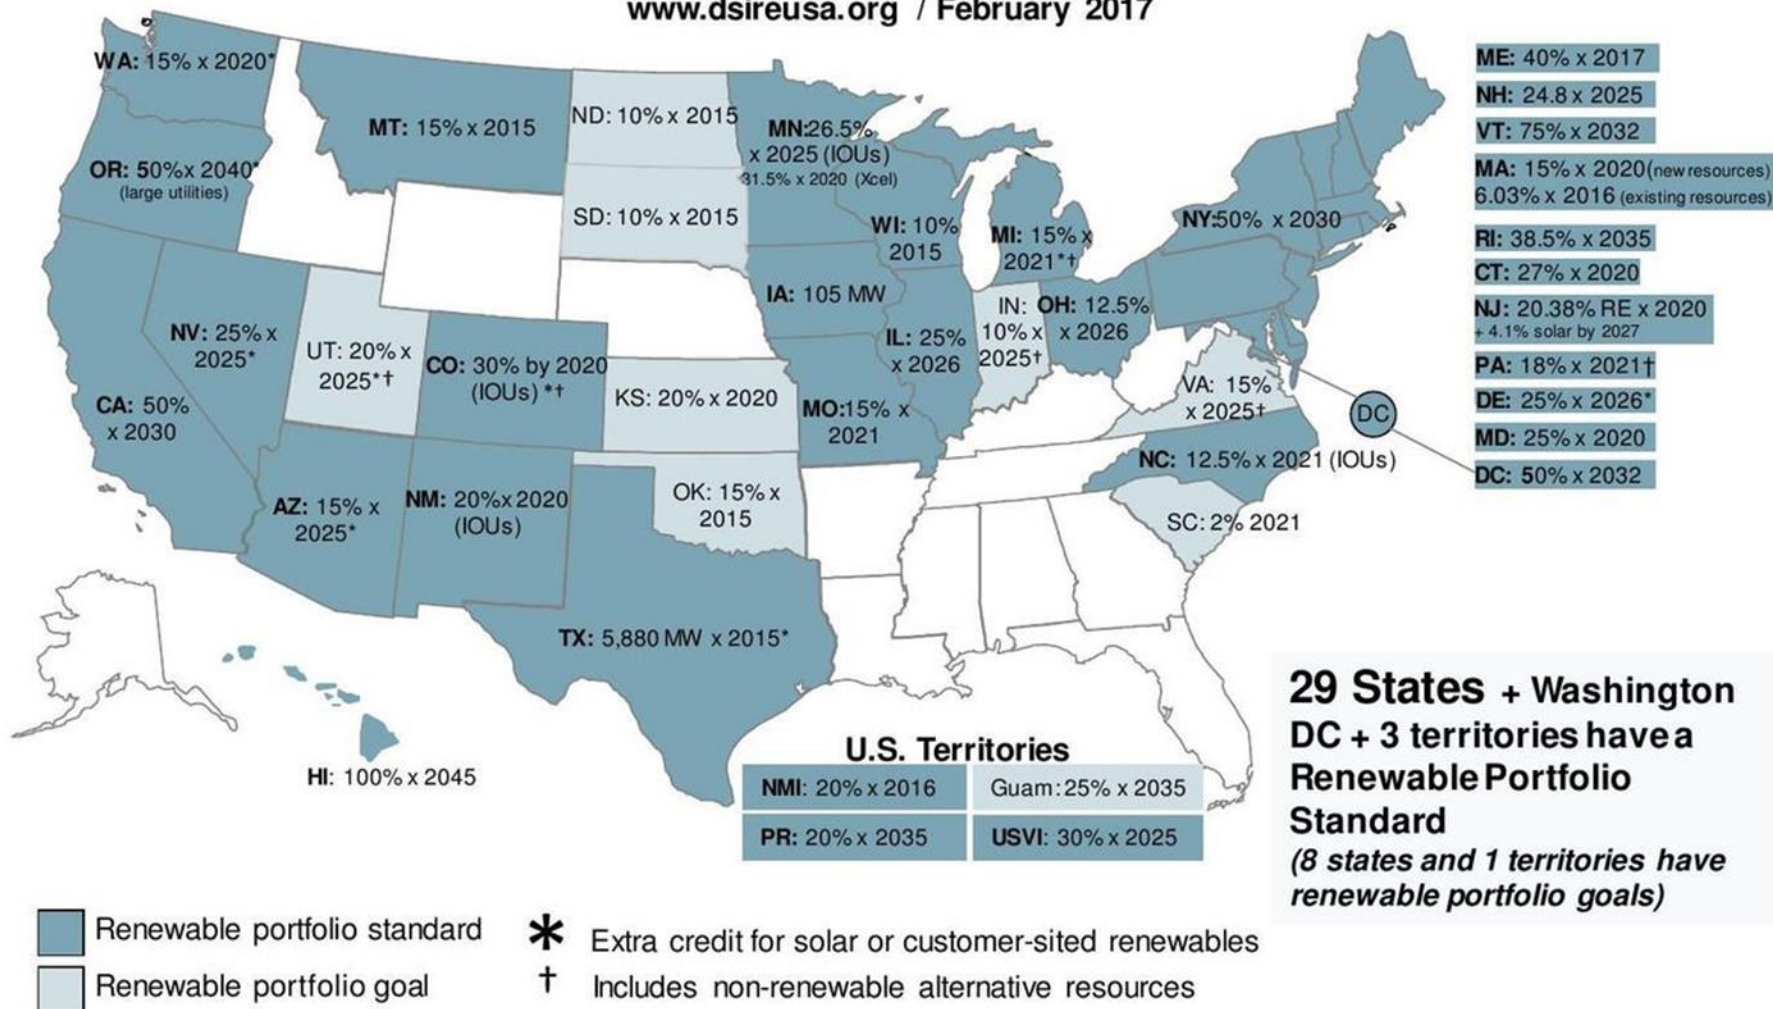 www.dsireusa.org / February 2017
WA: 15% x 2020*
MT: 15% x 2015
ND: 10% x 2015
MN:26.5%
x 2025 (IOUs)
31.5% x 2020 (Xcel)
OR: 50%x 2040*
(large utilities)
SD: 10% x 2015
WI: 10%
2015
MI: 15% x
2021*†
NY:50% x 2030
IA: 105 MW
IN:
10% x
2025†
OH: 12.5%
x 2026
NV: 25% x
2025*
UT: 20% x
2025*†
CO: 30% by 2020
(IOUs) *†
IL: 25%
x 2026
KS: 20% x 2020
MO:15% x
2021
VA: 15%
x 2025†
DC
CA: 50%
x 2030
NC: 12.5% x 2021 (IOUs)
AZ: 15% x
2025*
NM: 20%x 2020
(IOUs)
OK: 15% x
2015
SC: 2% 2021
TX: 5,880 MW x 2015*
HI: 100% x 2045
ME: 40% x 2017
NH: 24.8 x 2025
VT: 75% x 2032
MA: 15% x 2020(new resources)
6.03% x 2016 (existing resources)
RI: 38.5% x 2035
CT: 27% x 2020
NJ: 20.38% RE x 2020
+ 4.1% solar by 2027
PA: 18% x 2021†
DE: 25% x 2026*
MD: 25% x 2020
DC: 50% x 2032
U.S. Territories
NMI: 20% x 2016
Guam: 25% x 2035
PR: 20% x 2035
USVI: 30% x 2025
29 States + Washington
DC + 3 territories have a
Renewable Portfolio
Standard
(8 states and 1 territories have
renewable portfolio goals)
Renewable portfolio standard
Renewable portfolio goal
* Extra credit for solar or customer-sited renewables
† Includes non-renewable alternative resources